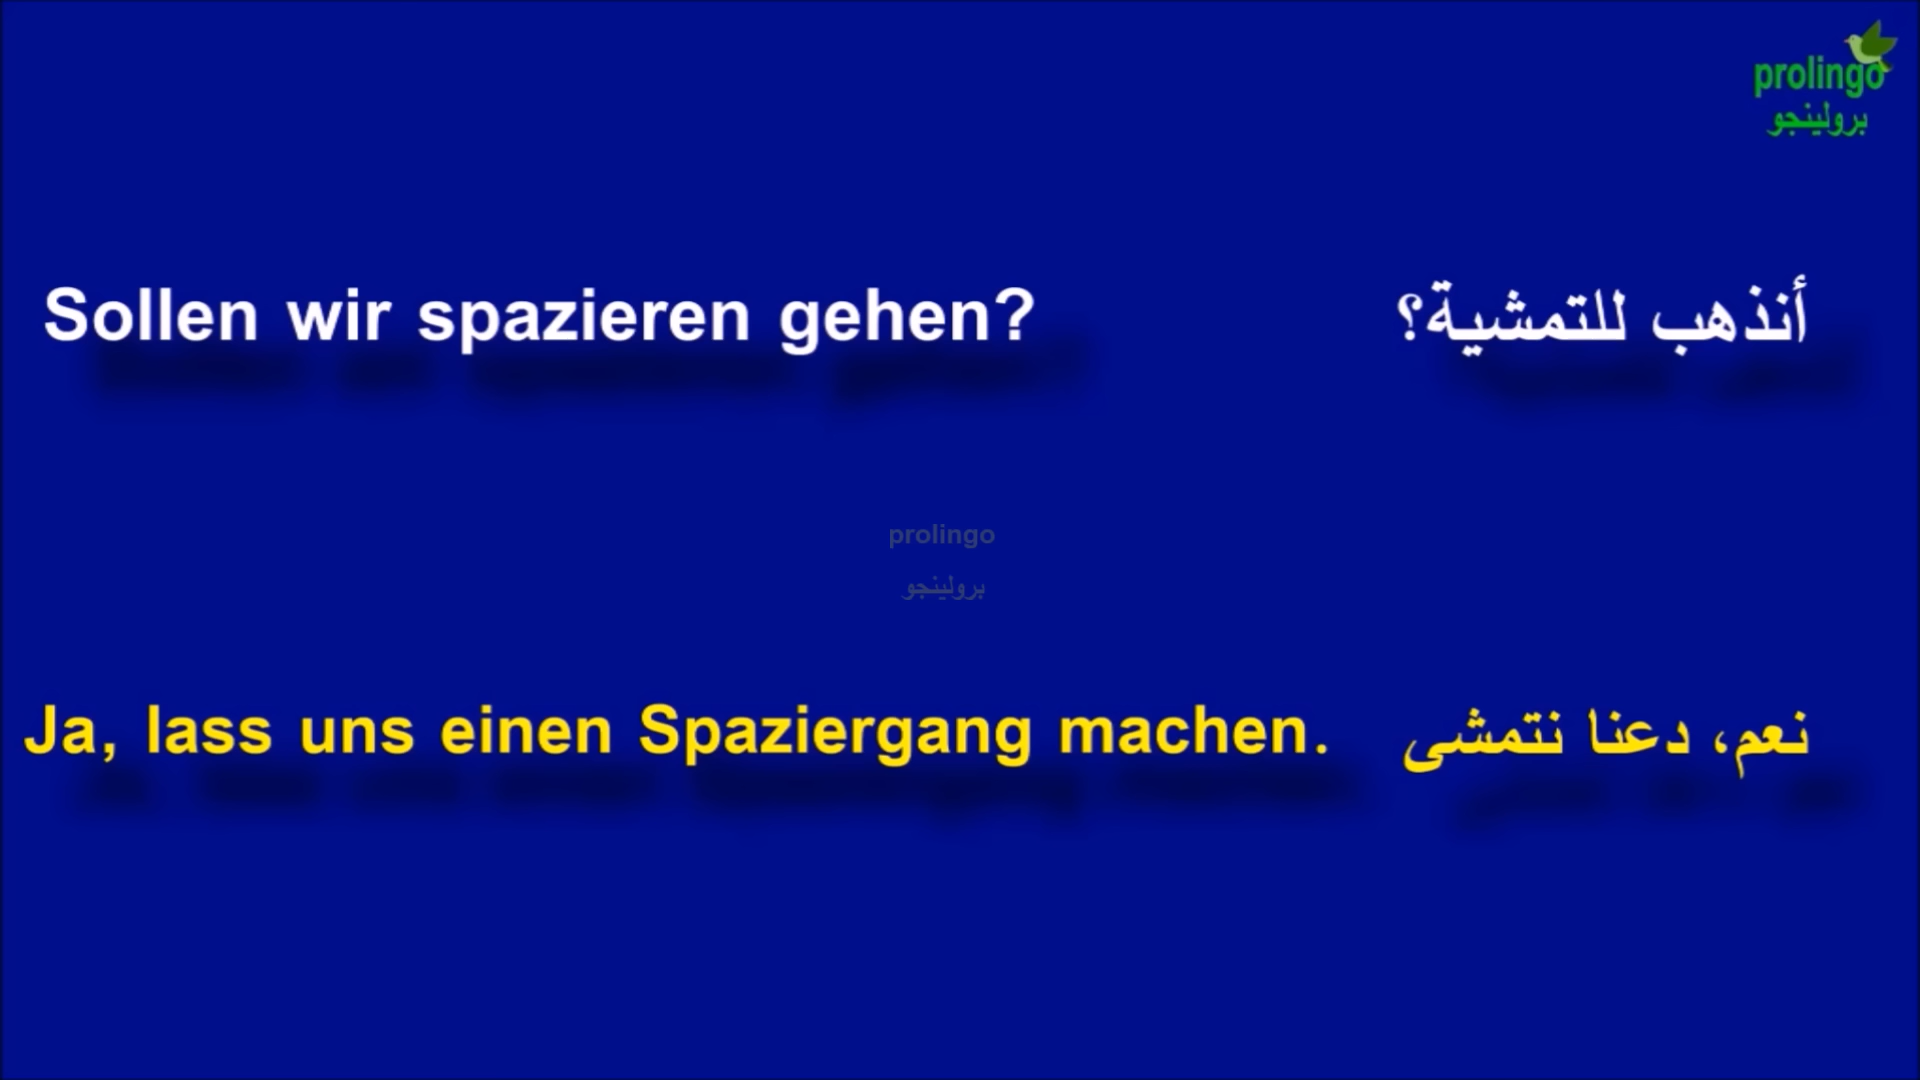 prolingo
برولينجو
Sollen wir spazieren gehen? أنذهب للتمشية؟
prolingo
برولينجو
Ja, lass uns einen Spaziergang machen. نعم، دعنا نتمشى